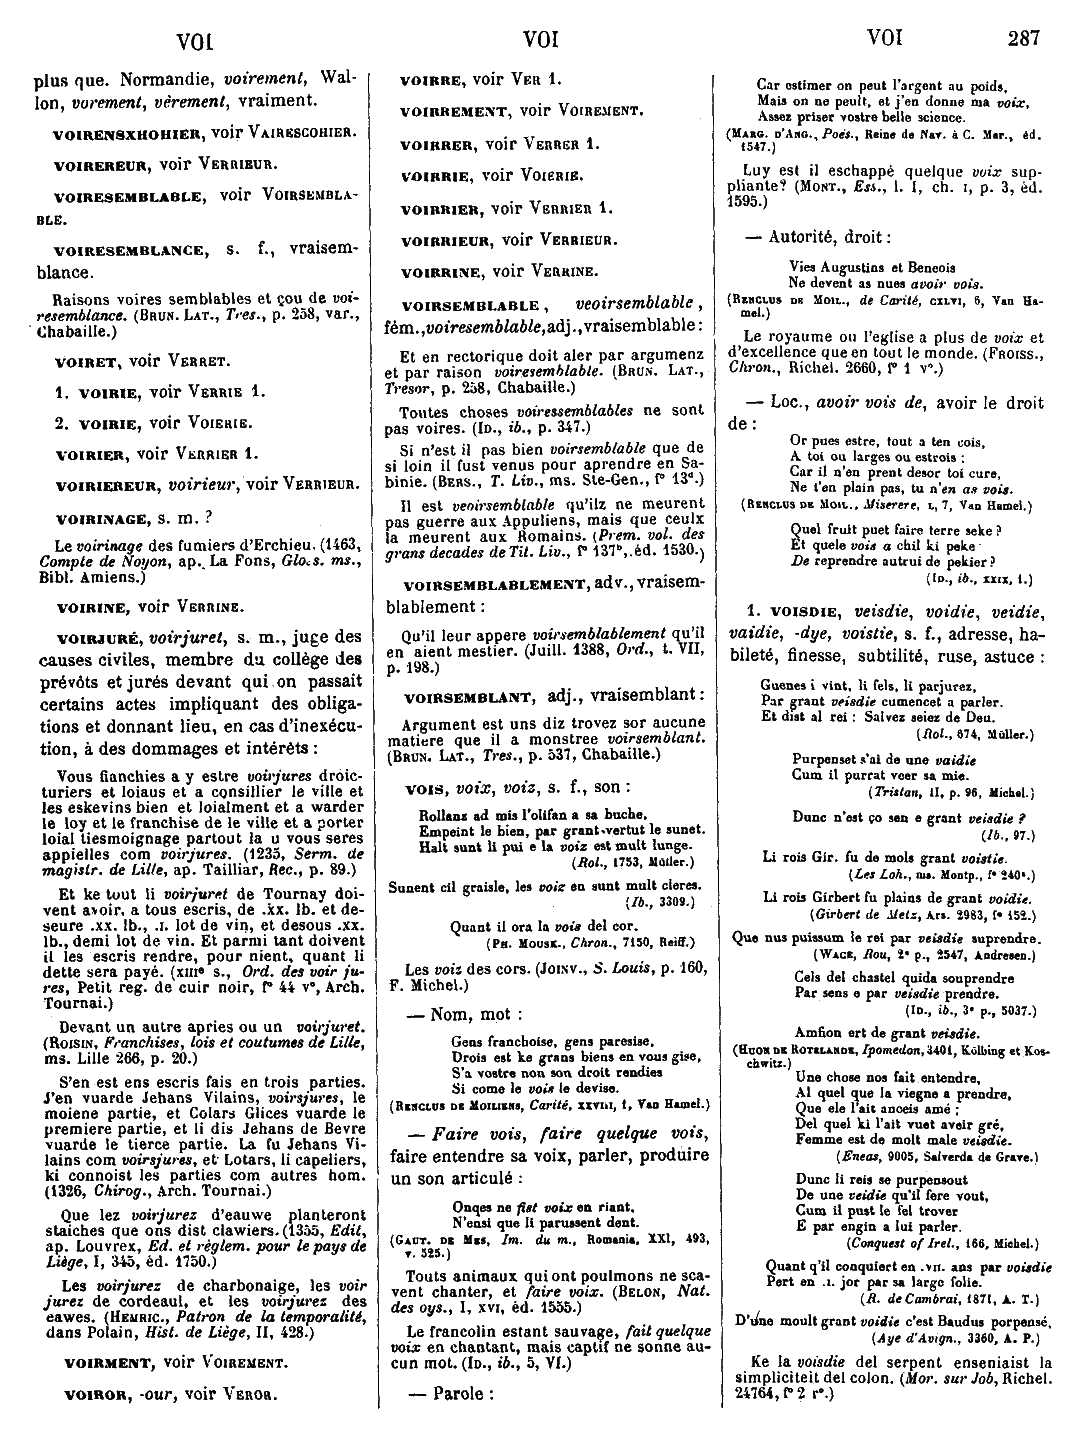 VOI
VOI
VOI 287
plus que. Normandie, voirement, Wal-
lon, vorement, vèrement, vraiment.
VOIRENSXHOHIER, voir VAIRESCOHIER.
VOIREREUR, voir VERRIEUR.
VOIRESEMBLABLE, voir VOIRSEMBLA-
BLE.
VOIRESEMBLANCE, s. f., vraisem-
blance.
Raisons voires semblables et çou de voi-
resemblance. (BRUN. LAT., Tres., p. 258, var.,
Chabaille.)
VOIRET, voir VERRET.
1. VOIRIE, voir VERRIE 1.
2. VOIRIE, voir VOIERIE.
VOIRIER, voir VERRIER 1.
VOIRIEREUR, voirieur, voir VERRIEUR.
VOIRINAGE, s. m. ?
Le voirinage des fumiers d'Erchieu. (1463,
Compte de Noyon, ap. La Fons, Glos. ms.,
Bibl. Amiens.)
VOIRINE, voir VERRINE.
VOIRJURÉ, voirjuret, s. m., juge des
causes civiles, membre du collège des
prévôts et jurés devant qui on passait
certains actes impliquant des obliga-
tions et donnant lieu, en cas d'inexécu-
tion, à des dommages et intérêts :
Vous fianchies a y estre voirjures droic-
turiers et loiaus et a consillier le ville et
les eskevins bien et loialment et a warder
le loy et le franchise de le ville et a porter
loial tiesmoignage partout la u vous seres
appielles com voirjures. (1235, Serm. de
magistr. de Lille, ap. Tailliar, Rec., p. 89.)
Et ke tout li voirjuret de Tournay doi-
vent avoir, a tous escris, de .xx. lb. et de-
seure .xx. lb., .I. lot de vin, et desous .xx.
lb., demi lot de vin. Et parmi tant doivent
il les escris rendre, pour nient, quant li
dette sera payé. (XIIIe s., Ord. des voir ju-
res, Petit reg. de cuir noir, f° 44 v°, Arch.
Tournai.)
Devant un autre apries ou un voirjuret.
(ROISIN, Franchises, lois et coutumes de Lille,
ms. Lille 266, p. 20.)
S'en est ens escris fais en trois parties.
J'en vuarde Jehans Vilains, voirsjures, le
moiene partie, et Colars Glices vuarde le
premiere partie, et li dis Jehans de Bevre
vuarde le tierce partie. La fu Jehans Vi-
lains com voirsjures, et Lotars, li capeliers,
ki connoist les parties com autres hom.
(1326, Chirog., Arch. Tournai.)
Que lez voirjurez d'eauwe planteront
staiches que ons dist clawiers. (1355, Edit,
ap. Louvrex, Ed. et règlem. pour le pays de
Liège, I, 345, éd. 1750.)
Les voirjurez de charbonaige, les voir
jurez de cordeaul, et les voirjurez des
eawes. (HEMRIC., Patron de la temporalité,
dans Polain, Hist. de Liège, II, 428.)
VOIRMENT, voir VOIREMENT.
VOIROR, -our, voir VEROR.
VOIRRE, voir VER 1.
VOIRREMENT, voir VOIREMENT.
VOIRRER, voir VERRER 1.
VOIRRIE, voir VOIERIE.
VOIRRIER, voir VERRIER 1.
VOIRRIEUR, voir VERRIEUR.
VOIRRINE, voir VERRINE.
VOIRSEMBLABLE, veoirsemblable,
fém., voiresemblable, adj., vraisemblable :
Et en rectorique doit aler par argumenz
et par raison voiresemblable. (BRUN. LAT.,
Tresor, p. 258, Chabaille.)
Toutes choses voiressemblables ne sont
pas voires. (ID., ib., p. 347.)
Si n'est il pas bien voirsemblable que de
si loin il fust venus pour aprendre en Sa-
binie. (BERS., T. Liv., ms. Ste-Gen., f° 13d.)
Il est veoirsemblable qu'ilz ne meurent
pas guerre aux Appuliens, mais que ceulx
la meurent aux Romains. (Prem. vol. des
grans decades de Tit. Liv., f° 137b, éd. 1530.)
VOIRSEMBLABLEMENT, adv., vraisem-
blablement :
Qu'il leur appere voirsemblablement qu'il
en aient mestier. (Juill. 1388, Ord., t. VII,
p. 198.)
VOIRSEMBLANT, adj., vraisemblant :
Argument est uns diz trovez sor aucune
matiere que il a monstree voirsemblant.
(BRUN. LAT., Tres., p. 537, Chabaille.)
VOIS, voix, voiz, s. f., son :
Rollanz ad mis l'olifan a sa buche,
Empeint le bien, par grant vertut le sunet.
Halt sunt li pui e la voiz est mult lunge.
(Rol., 1753, Müller.)
Sunent cil graisle, les voiz en sunt mult cleres.
(Ib., 3309.)
Quant il ora la vois del cor.
(PH. MOUSK., Chron., 7150, Reiff.)
Les voiz des cors. (JOINV., S. Louis, p. 160,
F. Michel.)
— Nom, mot :
Gens franchoise, gens paresise,
Drois est ke grans biens en vous gise,
S'a vostre non son droit rendies
Si come le vois le devise.
(RENCLUS DE MOILIENS, Carité, XXVIII, 1, Van Hamel.)
— Faire vois, faire quelque vois,
faire entendre sa voix, parler, produire
un son articulé :
Onqes ne fist voix en riant,
N'ensi que li parussent dent.
(GAUT. DE MES, Im. du m., Romania, XXI, 493,
v. 525.)
Touts animaux qui ont poulmons ne sca-
vent chanter, et faire voix. (BELON, Nat.
des oys., I, XVI, éd. 1555.)
Le francolin estant sauvage, fait quelque
voix en chantant, mais captif ne sonne au-
cun mot. (ID., ib., 5, VI.)
— Parole :
Car estimer on peut l'argent au poids,
Mais on ne peult, et j'en donne ma voix,
Assez priser vostre belle science.
(MARG. D'ANG., Poés., Reine de Nav. à C. Mar., éd.
1547.)
Luy est il eschappé quelque voix sup-
pliante? (MONT., Ess., l. I, ch. I, p. 3, éd.
1595.)
— Autorité, droit :
Vies Augustins et Beneois
Ne devent as nues avoir vois.
(RENCLUS DE MOIL., de Carité, CXLVI, 6, Van Ha-
mel.)
Le royaume ou l'eglise a plus de voix et
d'excellence que en tout le monde. (FROISS.,
Chron., Richel. 2660, f° 1 v°.)
— Loc., avoir vois de, avoir le droit
de :
Or pues estre, tout a ten cois,
A toi ou larges ou estrois ;
Car il n'en prent desor toi cure,
Ne t'en plain pas, tu n'en as vois.
(RENCLUS DE MOIL., Miserere, L, 7, Van Hamel.)
Quel fruit puet faire terre seke ?
Et quele vois a chil ki peke
De reprendre autrui de pekier ?
(ID., ib., XXIX, 1.)
1. VOISDIE, veisdie, voidie, veidie,
vaidie, -dye, voistie, s. f., adresse, ha-
bileté, finesse, subtilité, ruse, astuce :
Guenes i vint, li fels, li parjurez,
Par grant veisdie cumencet a parler.
Et dist al rei : Salvez seiez de Deu.
(Rol., 674, Müller.)
Purpenset s'ai de une vaidie
Cum il purrat veer sa mie.
(Tristan, II, p. 96, Michel.)
Dunc n'est ço sen e grant veisdie ?
(Ib., 97.)
Li rois Gir. fu de mols grant voistie.
(Les Loh., ms. Montp., f° 240a.)
Li rois Girbert fu plains de grant voidie.
(Girbert de Metz, Ars. 2983, f° 152.)
Que nus puissum le rei par veisdie suprendre.
(WACE, Rou, 2e p., 2547, Andresen.)
Cels del chastel quida souprendre
Par sens e par veisdie prendre.
(ID., ib., 3e p., 5037.)
Amfion ert de grant veisdie.
(HUON DE ROTELANDE, Ipomedon, 3401, Kölbing et Kos-
chwitz.)
Une chose nos fait entendre,
Al quel que la viegne a prendre,
Que ele l'ait anceis amé ;
Del quel ki l'ait vuet aveir gré,
Femme est de molt male veisdie.
(Eneas, 9005, Salverda de Grave.)
Dunc li reis se purpensout
De une veidie qu'il fere vout,
Cum il pust le fel trover
E par engin a lui parler.
(Conquest of Irel., 166, Michel.)
Quant q'il conquiert en .VII. ans par voisdie
Pert en .I. jor par sa large folie.
(R. de Cambrai, 1871, A. T.)
D'une moult grant voidie c'est Baudus porpensé,
(Aye d'Avign., 3360, A. P.)
Ke la voisdie del serpent enseniaist la
simpliciteit del colon. (Mor. sur Job, Richel.
24764, f° 2 r°.)